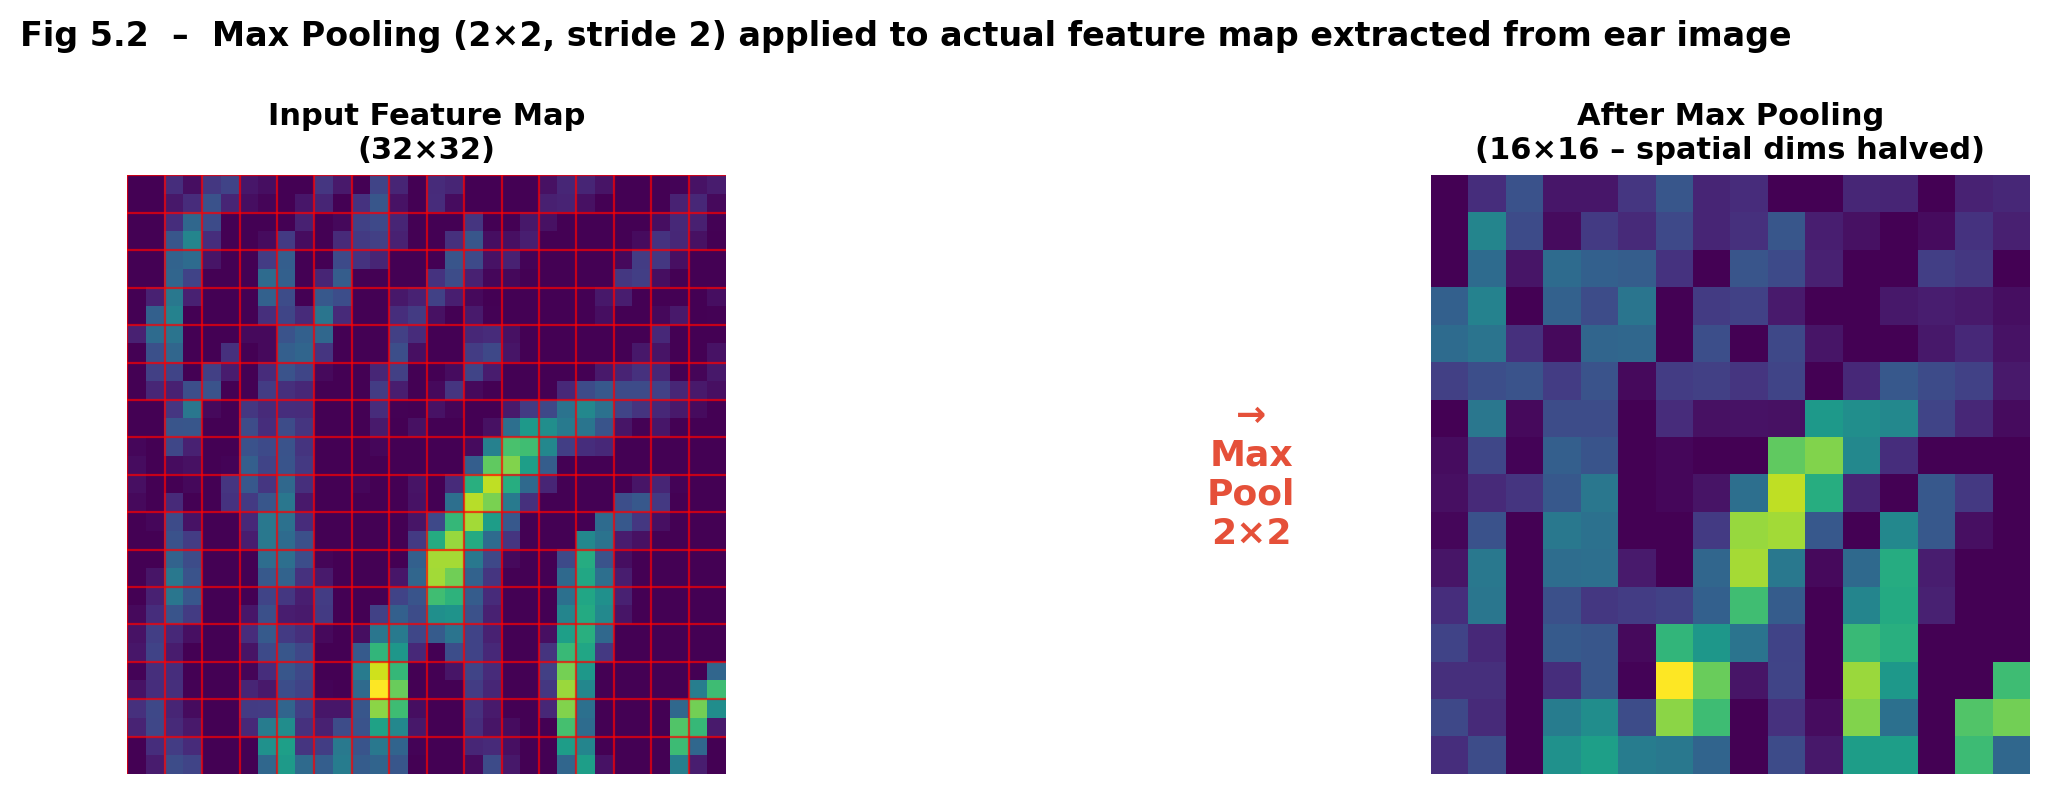 Fig 5.2 – Max Pooling (2×2, stride 2) applied to actual feature map extracted from ear image
Input Feature Map
(32×32)
→
Max
Pool
2×2
After Max Pooling
(16×16 – spatial dims halved)